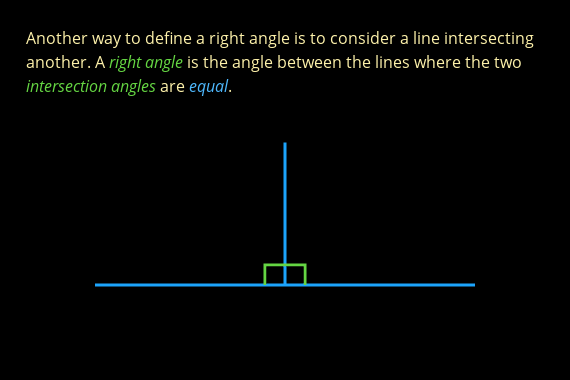 Another way to define a right angle is to consider a line intersecting
another. A right angle is the angle between the lines where the two
intersection angles are equal.